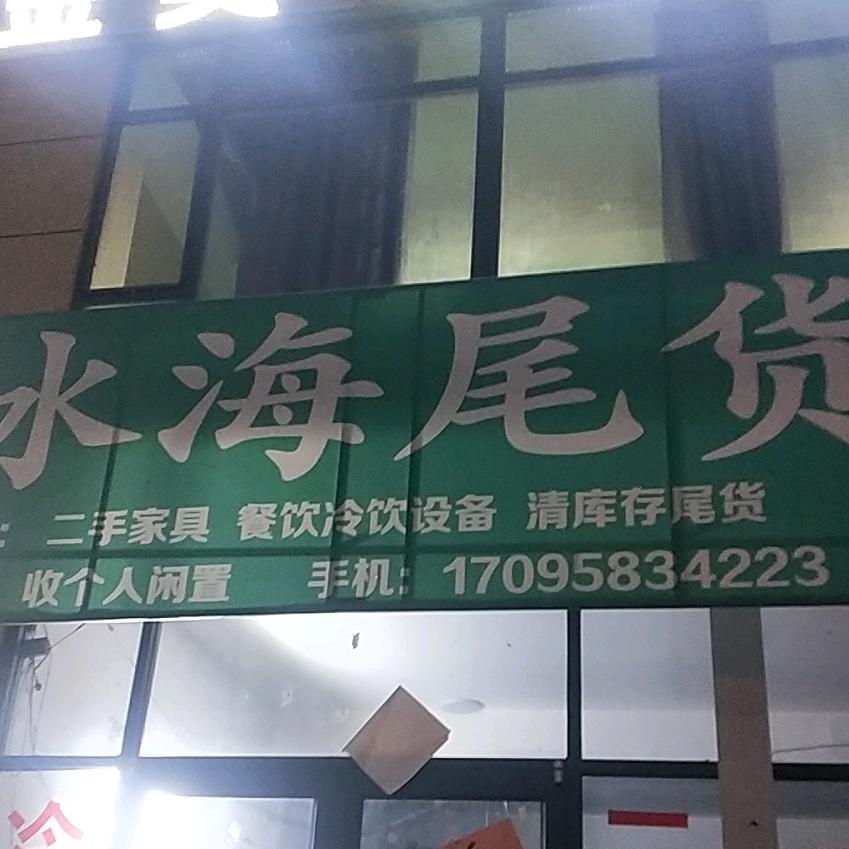 水海尾货
: 二手家具 餐饮冷饮设备 清库存尾货
收个人闲置 手机: 17095834223